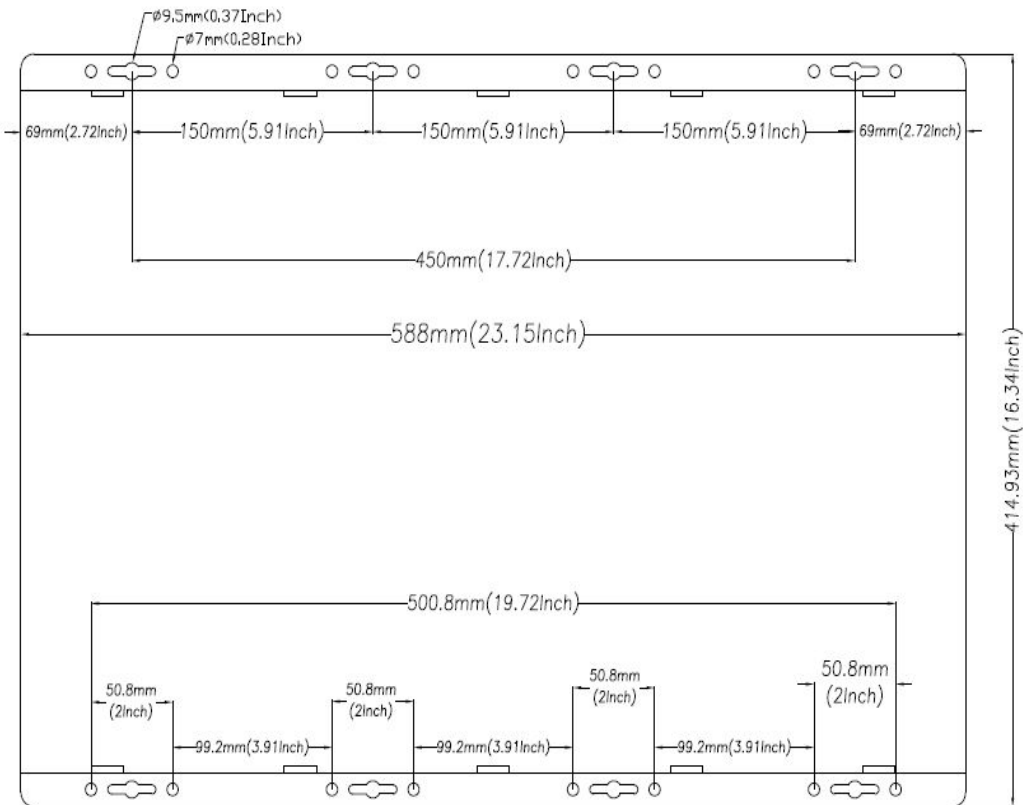 ø9.5mm(0.37Inch)
ø7mm(0.28Inch)
69mm(2.72Inch)
150mm(5.91Inch)
150mm(5.91Inch)
150mm(5.91Inch)
69mm(2.72Inch)
450mm(17.72Inch)
588mm(23.15Inch)
414.93mm(16.34Inch)
500.8mm(19.72Inch)
50.8mm
(2Inch)
50.8mm
(2Inch)
50.8mm
(2Inch)
50.8mm
(2Inch)
99.2mm(3.91Inch)
99.2mm(3.91Inch)
99.2mm(3.91Inch)